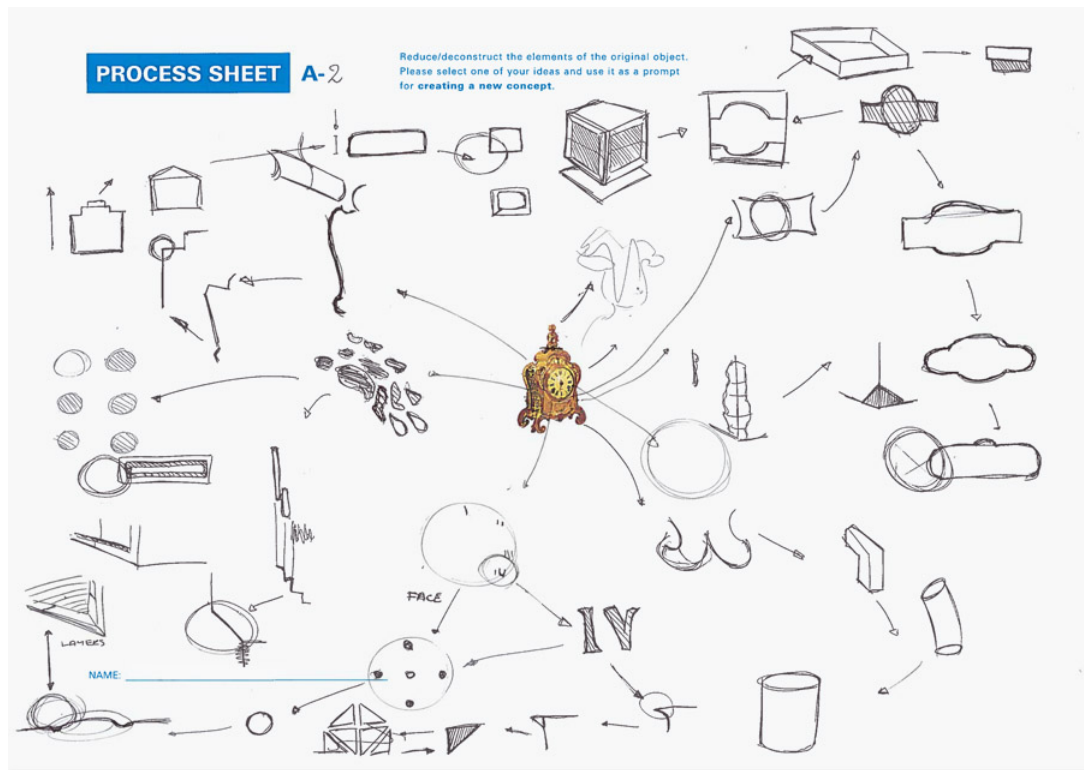 PROCESS SHEET A-2
Reduce/deconstruct the elements of the original object.
Please select one of your ideas and use it as a prompt
for creating a new concept.
FACE
IV
LAYERS
NAME: